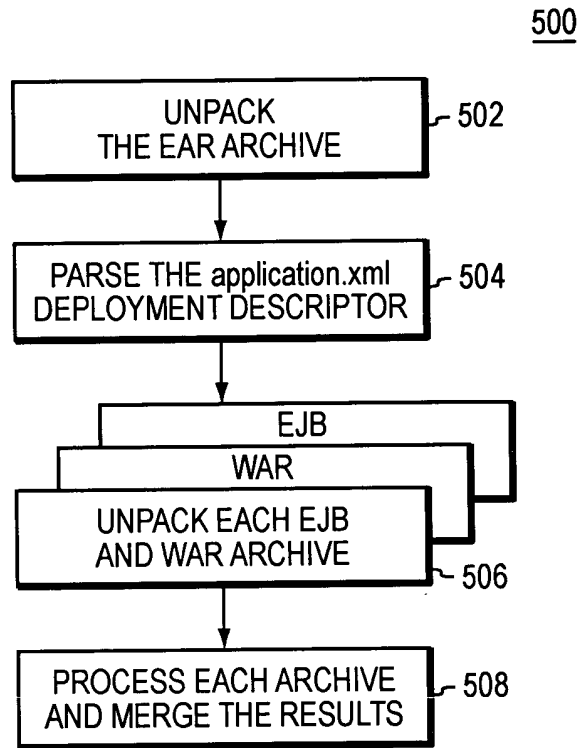 500
UNPACK
THE EAR ARCHIVE
502
PARSE THE application.xml
DEPLOYMENT DESCRIPTOR
504
EJB
WAR
UNPACK EACH EJB
AND WAR ARCHIVE
506
PROCESS EACH ARCHIVE
AND MERGE THE RESULTS
508